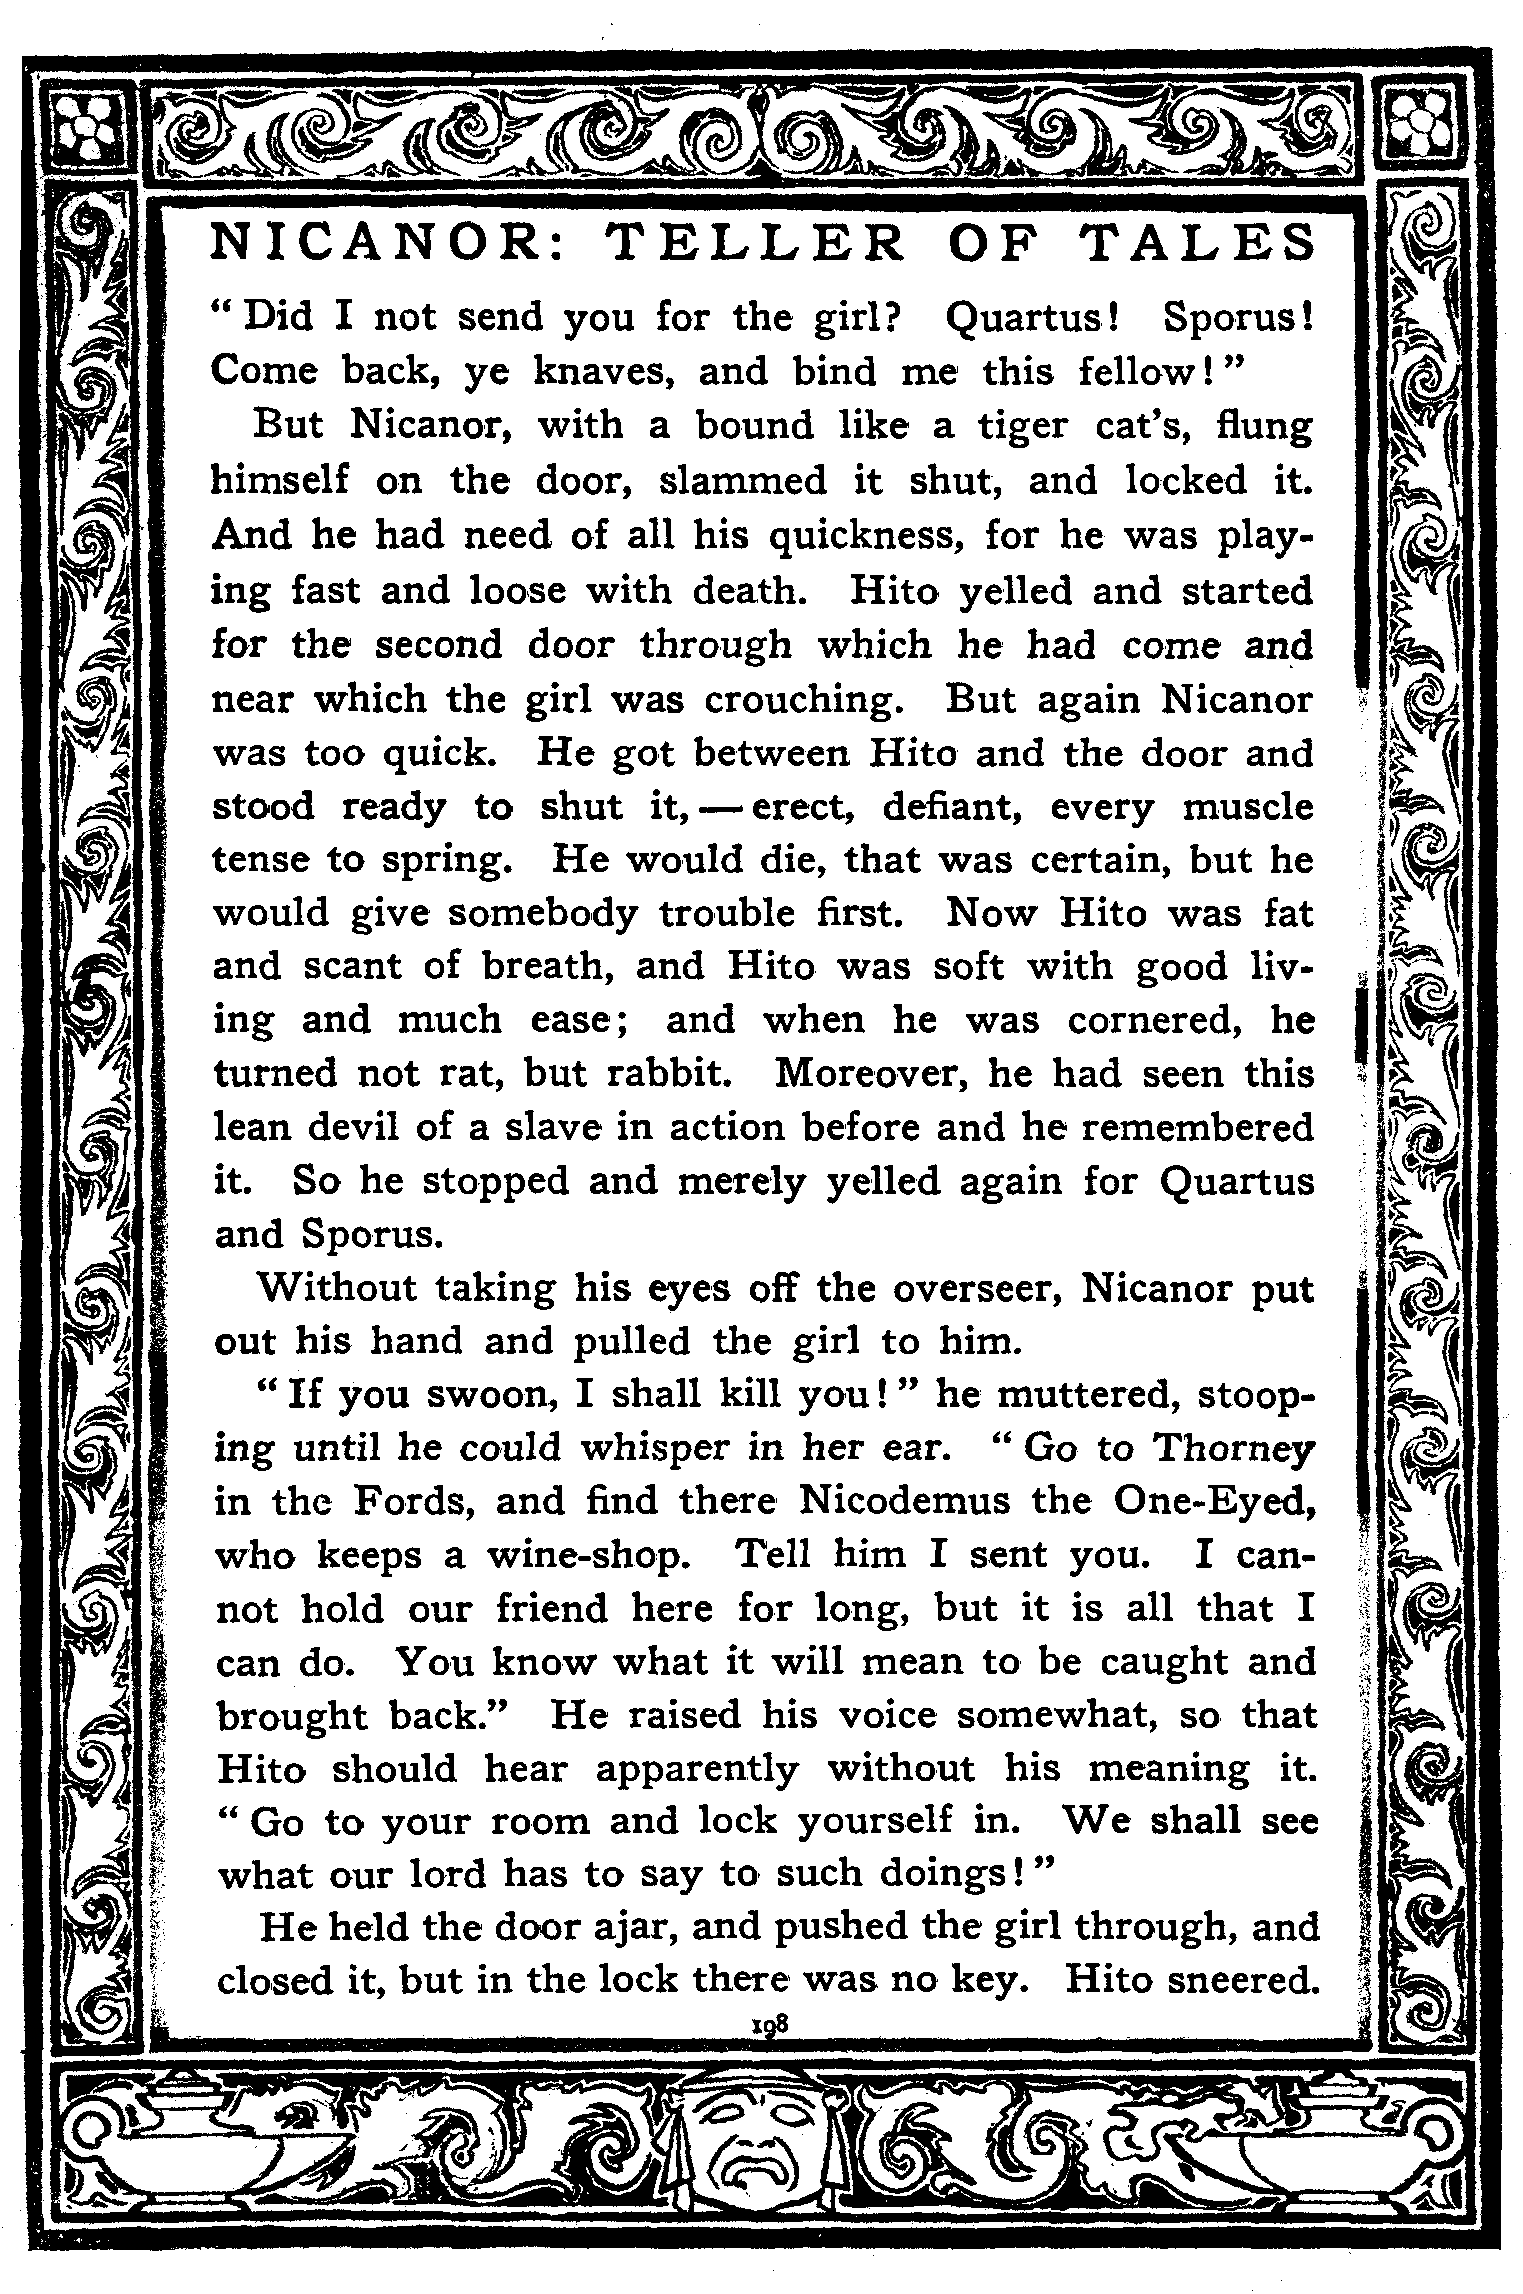 NICANOR: TELLER OF TALES
“Did I not send you for the girl? Quartus! Sporus!
Come back, ye knaves, and bind me this fellow!”
But Nicanor, with a bound like a tiger cat’s, flung
himself on the door, slammed it shut, and locked it.
And he had need of all his quickness, for he was play-
ing fast and loose with death. Hito yelled and started
for the second door through which he had come and
near which the girl was crouching. But again Nicanor
was too quick. He got between Hito and the door and
stood ready to shut it,—erect, defiant, every muscle
tense to spring. He would die, that was certain, but he
would give somebody trouble first. Now Hito was fat
and scant of breath, and Hito was soft with good liv-
ing and much ease; and when he was cornered, he
turned not rat, but rabbit. Moreover, he had seen this
lean devil of a slave in action before and he remembered
it. So he stopped and merely yelled again for Quartus
and Sporus.
Without taking his eyes off the overseer, Nicanor put
out his hand and pulled the girl to him.
“If you swoon, I shall kill you!” he muttered, stoop-
ing until he could whisper in her ear. “Go to Thorney
in the Fords, and find there Nicodemus the One-Eyed,
who keeps a wine-shop. Tell him I sent you. I can-
not hold our friend here for long, but it is all that I
can do. You know what it will mean to be caught and
brought back.” He raised his voice somewhat, so that
Hito should hear apparently without his meaning it.
“Go to your room and lock yourself in. We shall see
what our lord has to say to such doings!”
He held the door ajar, and pushed the girl through, and
closed it, but in the lock there was no key. Hito sneered.
198